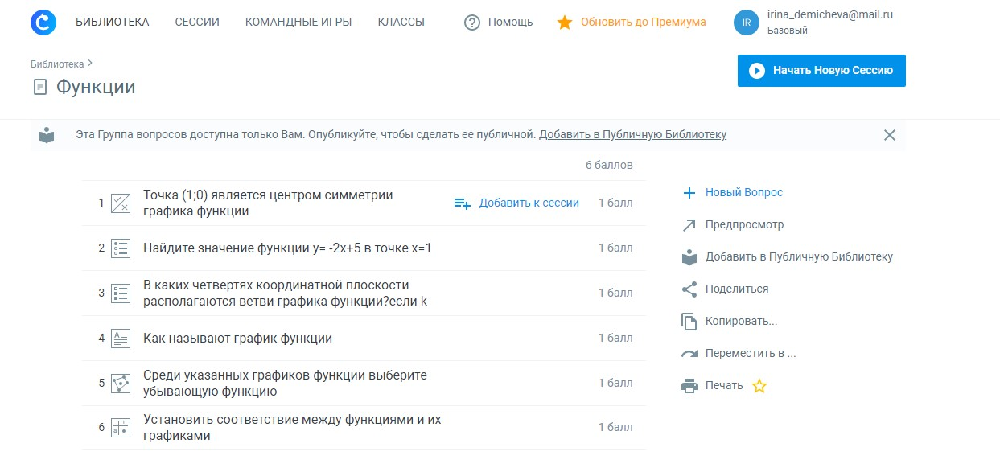 БИБЛИОТЕКА СЕССИИ КОМАНДНЫЕ ИГРЫ КЛАССЫ Помощь Обновить до Премиума IR irina_demicheva@mail.ru
Базовый
Библиотека
Функции
Начать Новую Сессию
Эта Группа вопросов доступна только Вам. Опубликуйте, чтобы сделать ее публичной. Добавить в Публичную Библиотеку
6 баллов
1 Точка (1;0) является центром симметрии
графика функции
Добавить к сессии 1 балл
2 Найдите значение функции y= -2x+5 в точке x=1 1 балл
3 В каких четвертях координатной плоскости
располагаются ветви графика функции?если k
1 балл
4 Как называют график функции 1 балл
5 Среди указанных графиков функции выберите
убывающую функцию
1 балл
6 Установить соответствие между функциями и их
графиками
1 балл
Новый Вопрос
Предпросмотр
Добавить в Публичную Библиотеку
Поделиться
Копировать...
Переместить в ...
Печать